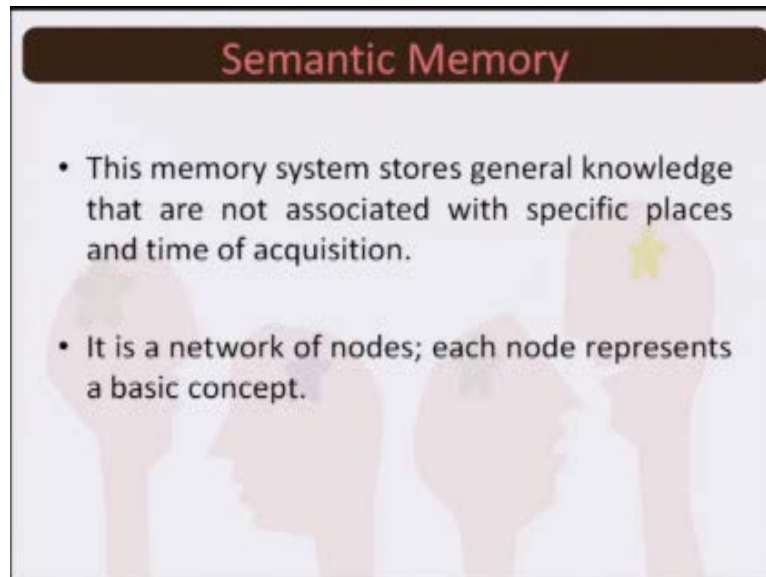 Semantic Memory
• This memory system stores general knowledge
that are not associated with specific places
and time of acquisition.
• It is a network of nodes; each node represents
a basic concept.